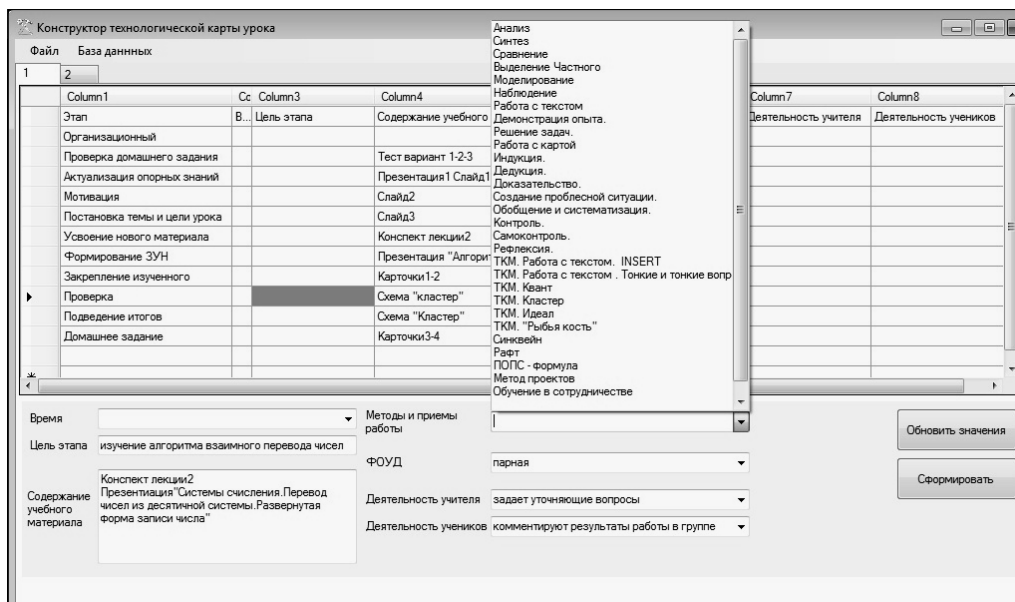 Конструктор технологической карты урока
Файл База даннных
1
2
Column1 Cc Column3 Column4 Column7 Column8
Этап В... Цель этапа Содержание учебного Деятельность учителя Деятельность учеников
Организационный
Проверка домашнего задания Тест вариант 1-2-3
Актуализация опорных знаний Презентация1 Слайд1
Мотивация Слайд2
Постановка темы и цели урока Слайд3
Усвоение нового материала Конспект лекции2
Формирование ЗУН Презентация "Алгори
Закрепление изученного Карточки1-2
Проверка Схема "кластер"
Подведение итогов Схема "Кластер"
Домашнее задание Карточки3-4
Анализ
Синтез
Сравнение
Выделение Частного
Моделирование
Наблюдение
Работа с текстом
Демонстрация опыта.
Решение задач.
Работа с картой
Индукция.
Дедукция.
Доказательство.
Создание проблесной ситуации.
Обобщение и систематизация.
Контроль.
Самоконтроль.
Рефлексия.
ТКМ. Работа с текстом. INSERT
ТКМ. Работа с текстом . Тонкие и тонкие вопр
ТКМ. Квант
ТКМ. Кластер
ТКМ. Идеал
ТКМ. "Рыбья кость"
Синквейн
Рафт
ПОПС - формула
Метод проектов
Обучение в сотрудничестве
Время
Цель этапа изучение алгоритма взаимного перевода чисел
Содержание учебного материала
Конспект лекции2
Презентиация"Системы счисления.Перевод
чисел из десятичной системы.Развернутая
форма записи числа"
Методы и приемы
работы
ФОУД парная
Деятельность учителя задает уточняющие вопросы
Деятельность учеников комментируют результаты работы в группе
Обновить значения
Сформировать